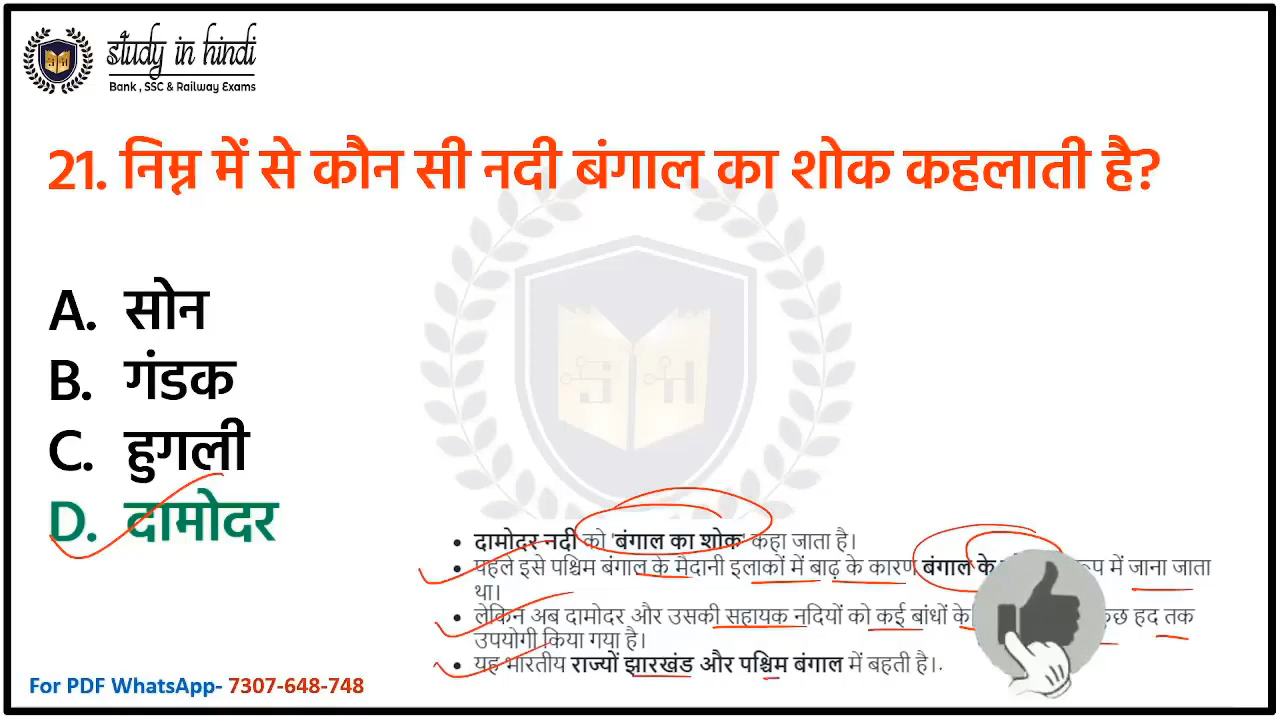 Study in hindi
Bank , SSC & Railway Exams
21. निम्न में से कौन सी नदी बंगाल का शोक कहलाती है?
A. सोन
B. गंडक
C. हुगली
D. दामोदर
• दामोदर नदी को 'बंगाल का शोक' कहा जाता है।
• पहले इसे पश्चिम बंगाल के मैदानी इलाकों में बाढ़ के कारण बंगाल के रूप में जाना जाता
था।
• लेकिन अब दामोदर और उसकी सहायक नदियों को कई बांधों के कुछ हद तक
उपयोगी किया गया है।
• यह भारतीय राज्यों झारखंड और पश्चिम बंगाल में बहती है।
For PDF WhatsApp- 7307-648-748